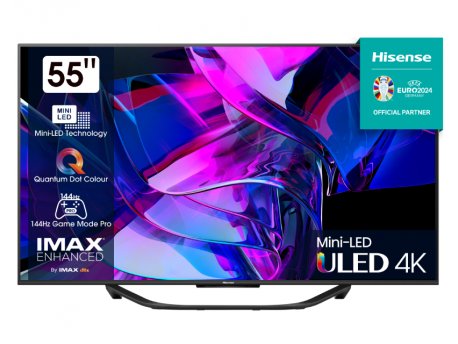 55"
Hisense
EURO2024
GERMANY
OFFICIAL PARTNER
MINI
LED
Mini-LED Technology
Quantum Dot Colour
144Hz
144Hz Game Mode Pro
IMAX
ENHANCED
By IMAX dts
Mini-LED
ULED 4K
Hisense